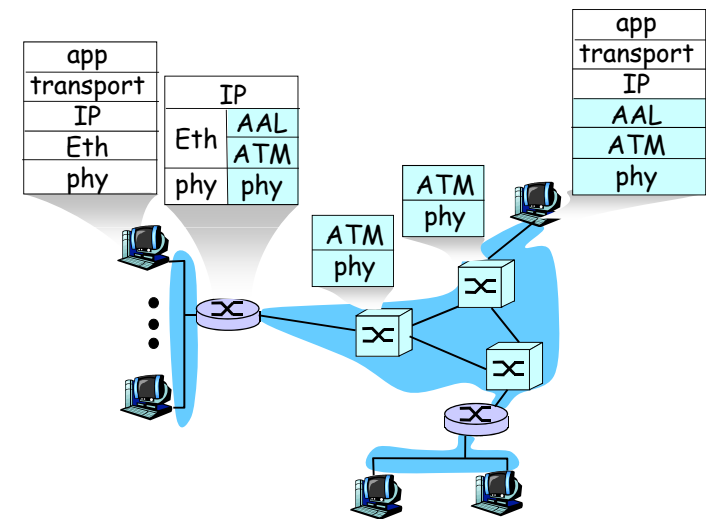 app
transport
IP
Eth
phy
IP
Eth
AAL
ATM
phy
phy
ATM
phy
ATM
phy
app
transport
IP
AAL
ATM
phy